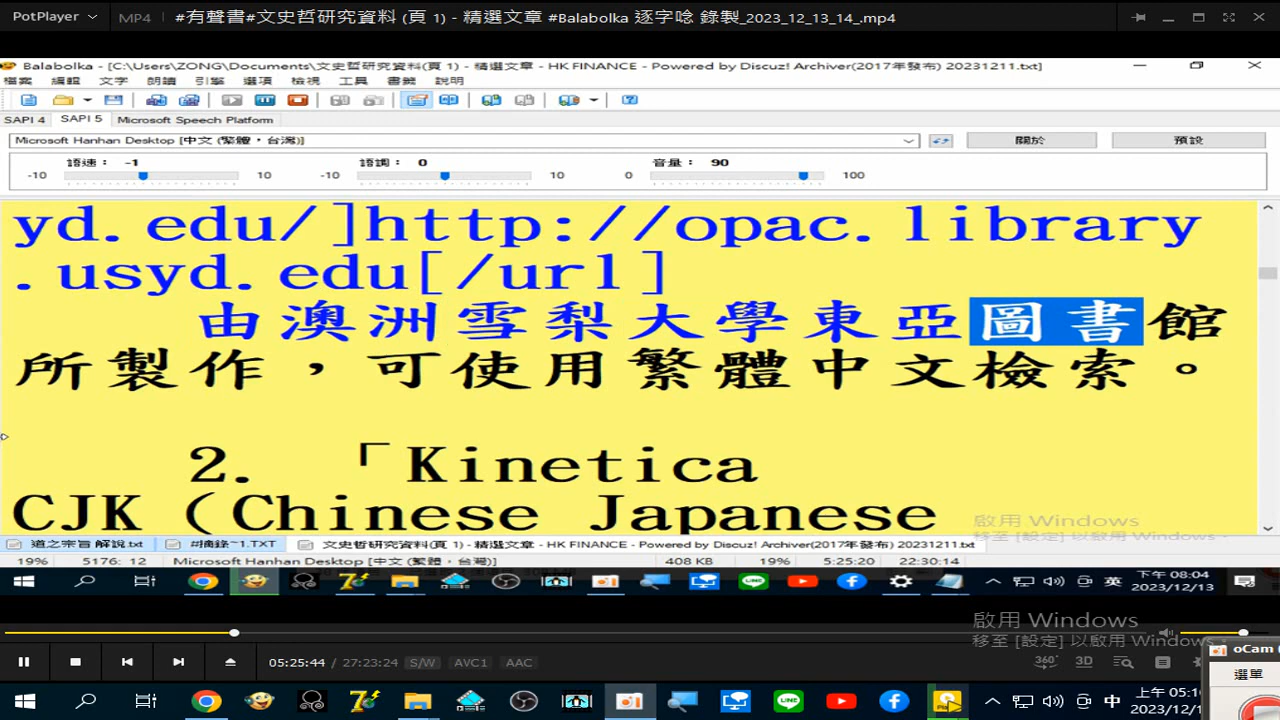 PotPlayer MP4 #有聲書#文史哲研究資料 (頁 1) - 精選文章 #Balabolka 逐字唸 錄製_2023_12_13_14_.mp4
Balabolka - [C:\Users\ZONG\Documents\文史哲研究資料(頁 1) - 精選文章 - HK FINANCE - Powered by Discuz! Archiver(2017年發布) 20231211.txt]
檔案 編輯 文字 朗讀 引擎 選項 檢視 工具 書籤 說明
SAPI 4 SAPI 5 Microsoft Speech Platform
Microsoft Hanhan Desktop [中文 (繁體，台灣)] 關於 預設
語速： -1 語調： 0 音量： 90
-10 10 -10 10 0 100
yd.edu/]http://opac.library
.usyd.edu[/url]
由澳洲雪梨大學東亞圖書館
所製作，可使用繁體中文檢索。
2. 「Kinetica
CJK (Chinese Japanese
啟用 Windows
移至 [設定] 以啟用 Windows。
道之宗旨 解說.txt #摘錄~1.TXT 文史哲研究資料(頁 1) - 精選文章 - HK FINANCE - Powered by Discuz! Archiver(2017年發布) 20231211.txt
19% 5176: 12 Microsoft Hanhan Desktop [中文 (繁體，台灣)] 408 KB 19% 5:25:20 22:30:14
英 下午 08:04
2023/12/13
啟用 Windows
移至 [設定] 以啟用 Windows。
05:25:44 / 27:23:24 S/W AVC1 AAC 360° 3D
oCam
選單
中 上午 05:1
2023/12/1